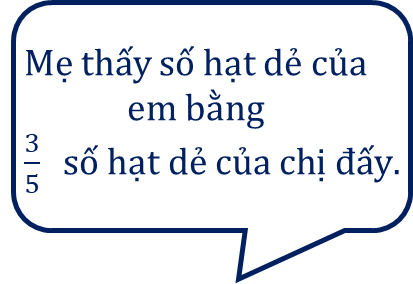 Mẹ thấy số hạt dẻ của
em bằng
3/5 số hạt dẻ của chị đấy.